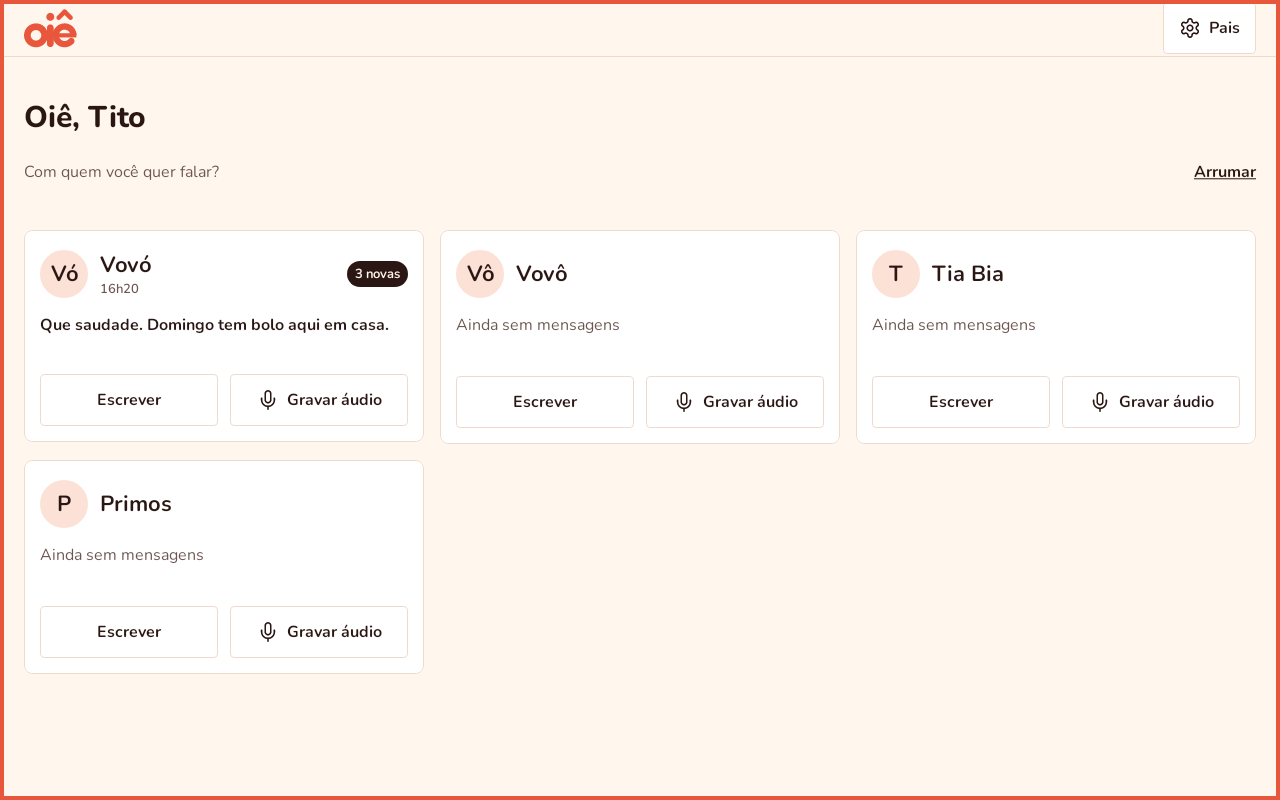 oiê
Pais
Oiê, Tito
Com quem você quer falar?
Arrumar
Vó
Vovó
16h20
3 novas
Que saudade. Domingo tem bolo aqui em casa.
Escrever
Gravar áudio
Vô
Vovô
Ainda sem mensagens
Escrever
Gravar áudio
T
Tia Bia
Ainda sem mensagens
Escrever
Gravar áudio
P
Primos
Ainda sem mensagens
Escrever
Gravar áudio